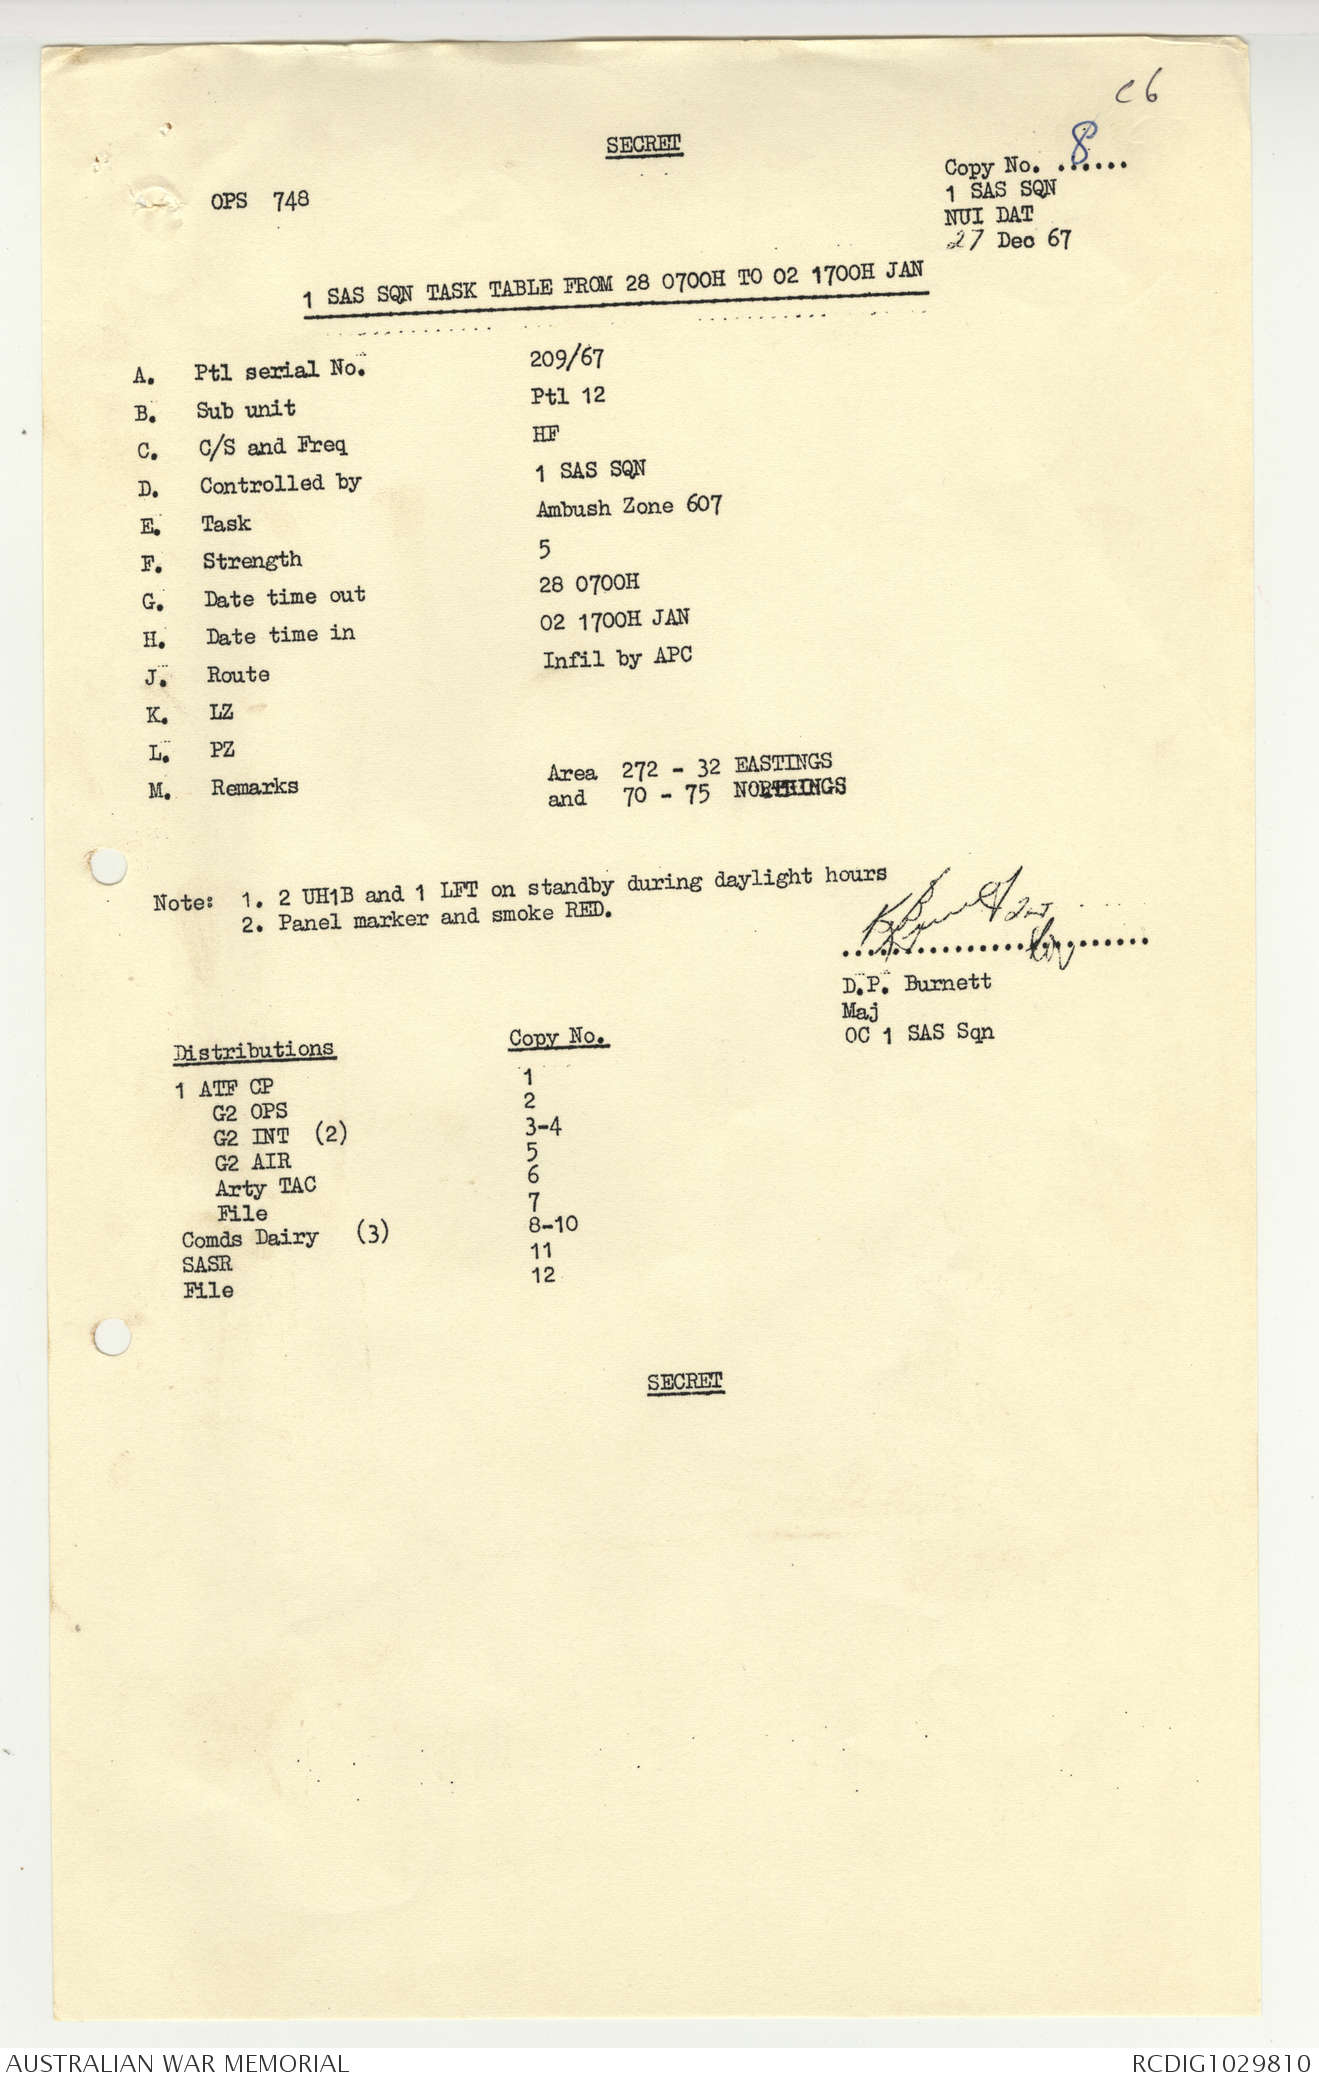 C6
SECRET
Copy No. 8......
OPS 748
1 SAS SQN
NUI DAT
27 Dec 67
1 SAS SQN TASK TABLE FROM 28 0700H TO 02 1700H JAN
A. Ptl serial No. 209/67
B. Sub unit Ptl 12
C. C/S and Freq HF
D. Controlled by 1 SAS SQN
E. Task Ambush Zone 607
F. Strength 5
G. Date time out 28 0700H
H. Date time in 02 1700H JAN
J. Route Infil by APC
K. LZ
L. PZ
M. Remarks Area 272 - 32 EASTINGS
and 70 - 75 NORTHINGS
Note: 1. 2 UH1B and 1 LFT on standby during daylight hours
2. Panel marker and smoke RED.
D.P. Burnett
Maj
OC 1 SAS Sqn
Distributions Copy No.
1 ATF CP 1
G2 OPS 2
G2 INT (2) 3-4
G2 AIR 5
Arty TAC 6
File 7
Comds Dairy (3) 8-10
SASR 11
File 12
SECRET
AUSTRALIAN WAR MEMORIAL RCDIG1029810